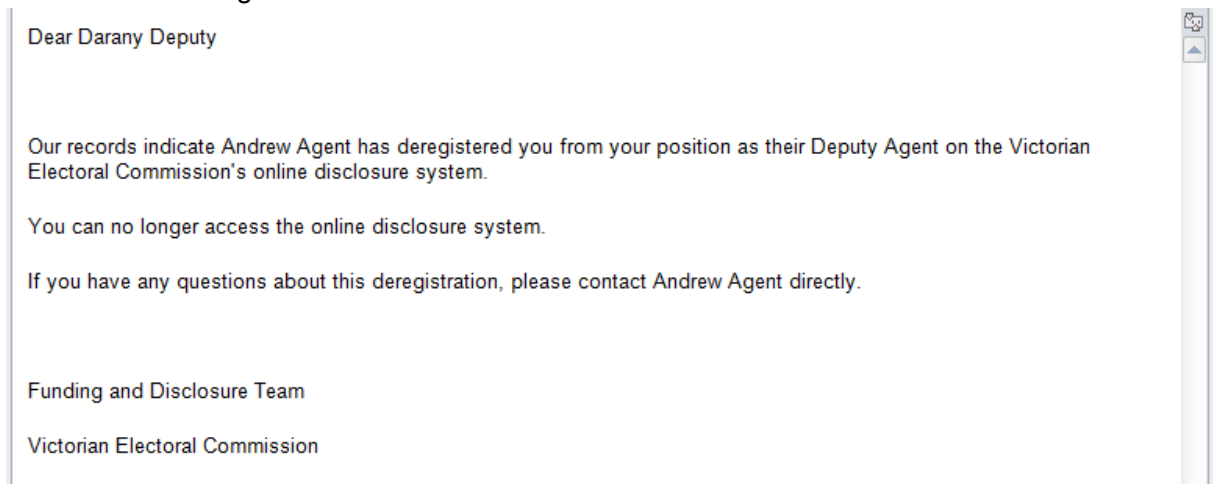 Dear Darany Deputy
Our records indicate Andrew Agent has deregistered you from your position as their Deputy Agent on the Victorian
Electoral Commission's online disclosure system.
You can no longer access the online disclosure system.
If you have any questions about this deregistration, please contact Andrew Agent directly.
Funding and Disclosure Team
Victorian Electoral Commission